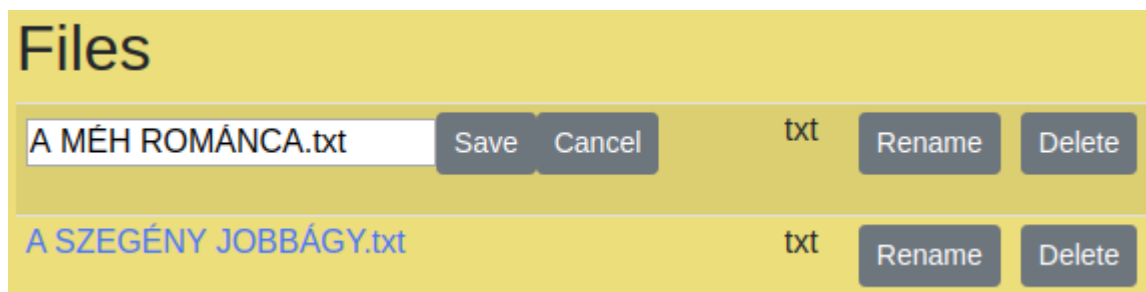 Files
A MÉH ROMÁNCA.txt Save Cancel txt Rename Delete
A SZEGÉNY JOBBÁGY.txt txt Rename Delete